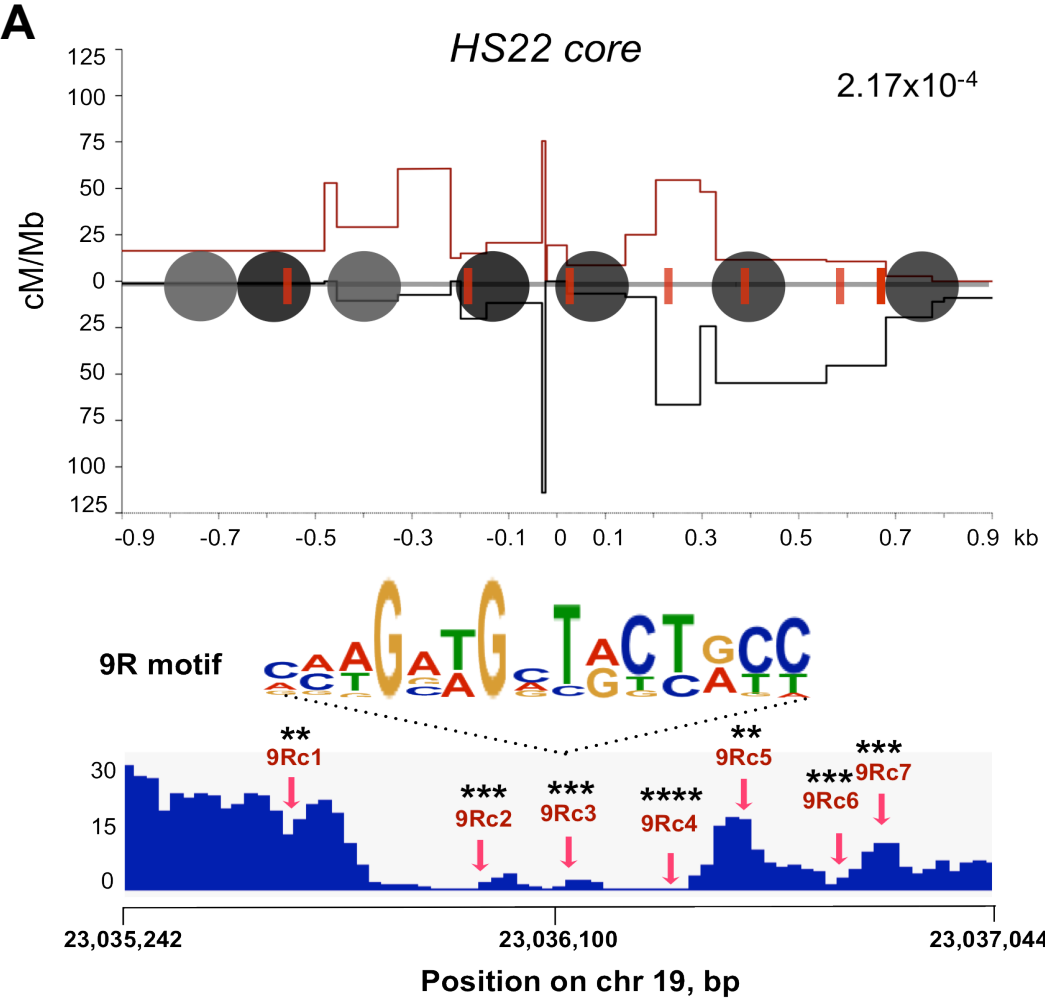 A
HS22 core
2.17x10-4
125
100
75
50
25
0
25
50
75
100
125
cM/Mb
-0.9 -0.7 -0.5 -0.3 -0.1 0 0.1 0.3 0.5 0.7 0.9 kb
9R motif
** 9Rc1
*** 9Rc2
*** 9Rc3
**** 9Rc4
** 9Rc5
*** 9Rc6
*** 9Rc7
30
15
0
23,035,242 23,036,100 23,037,044
Position on chr 19, bp